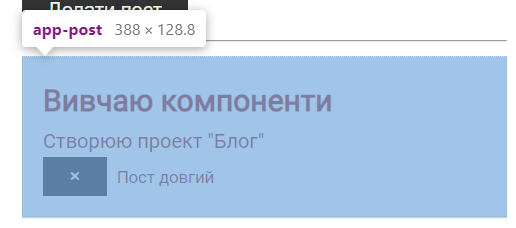 Додати пост
app-post 388 × 128.8
Вивчаю компоненти
Створюю проект "Блог"
× Пост довгий